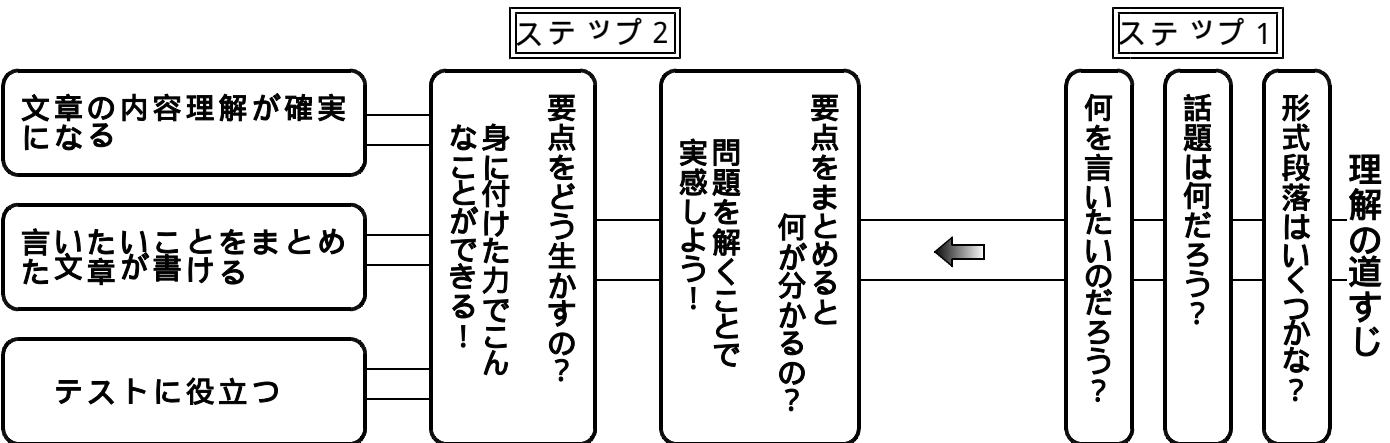 理解の道すじ
ステップ1
形式段落はいくつかな？
話題は何だろう？
何を言いたいのだろう？
ステップ2
要点をまとめると
何が分かるの？
問題を解くことで
実感しよう！
要点をどう生かすの？
身に付けた力でこん
なことができる！
文章の内容理解が確実
になる
言いたいことをまとめ
た文章が書ける
テストに役立つ